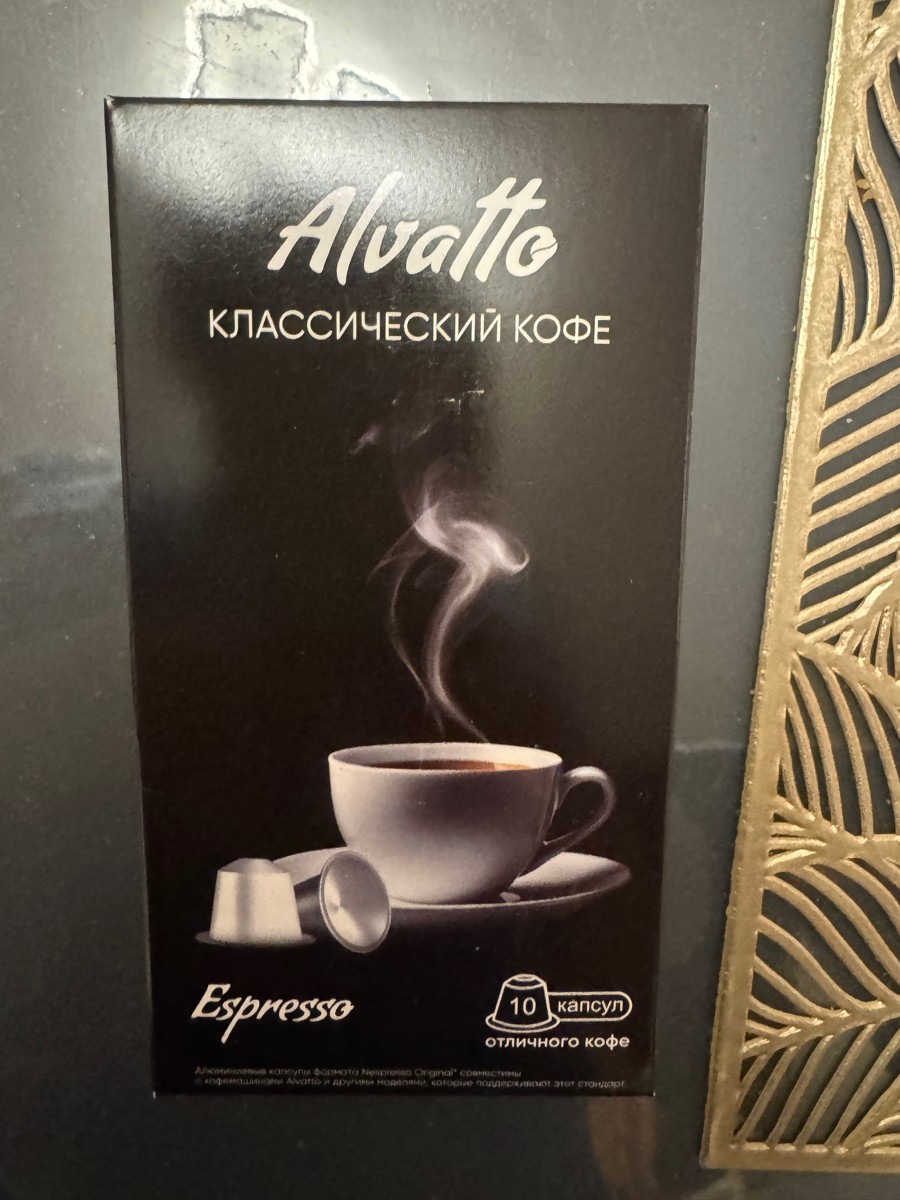 Alvatto
КЛАССИЧЕСКИЙ КОФЕ
Espresso
10 капсул
отличного кофе
Алюминиевые капсулы формата Nespresso Original* совместимы
с кофемашинами Alvatto и другими моделями, которые поддерживают этот стандарт.